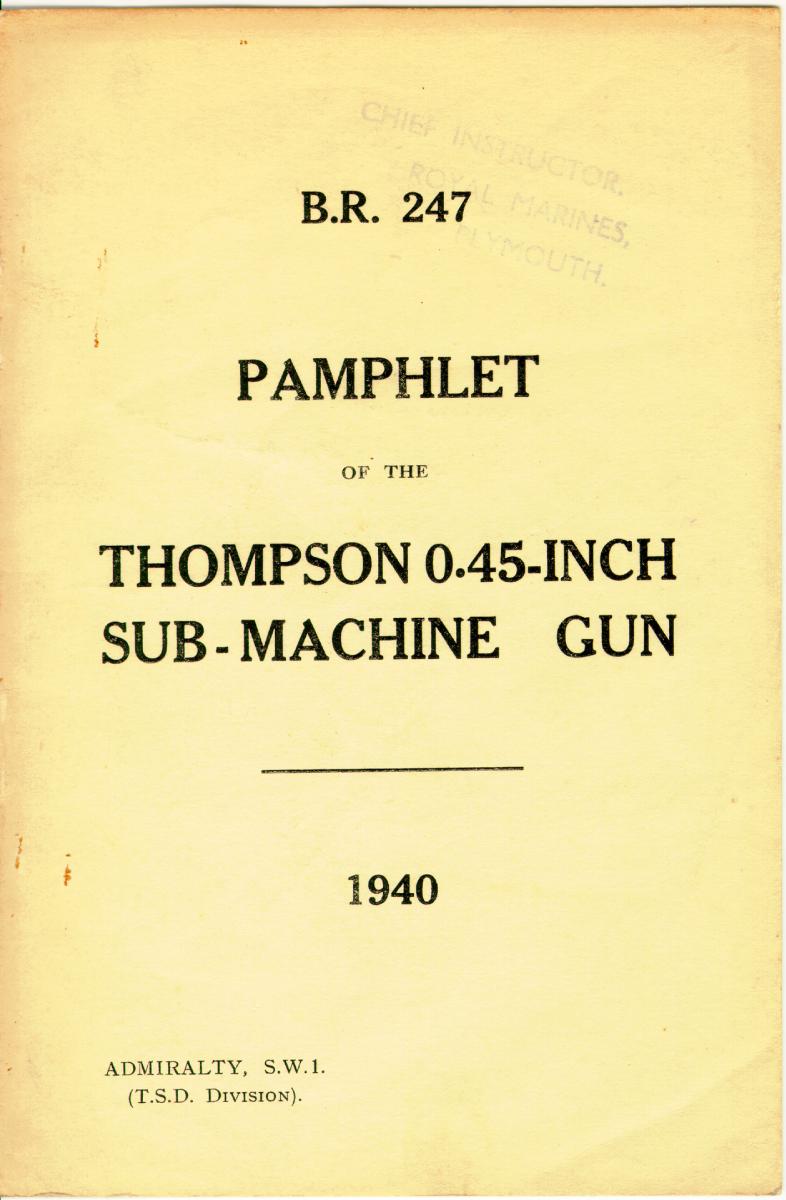 CHIEF INSTRUCTOR,
ROYAL MARINES,
PLYMOUTH.
B.R. 247
PAMPHLET
OF THE
THOMPSON 0·45-INCH
SUB-MACHINE GUN
1940
ADMIRALTY, S.W.1.
(T.S.D. DIVISION).